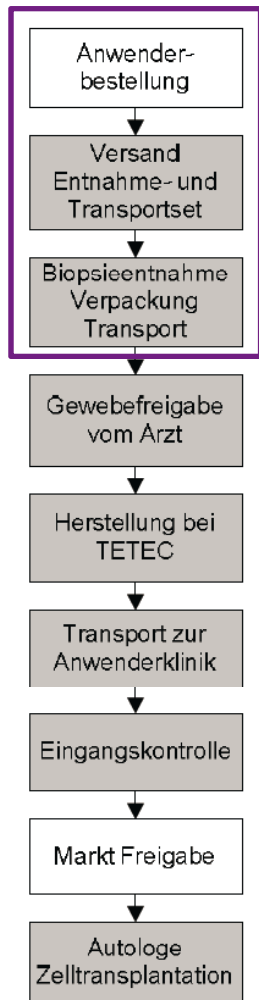 Anwender-
bestellung
Versand
Entnahme- und
Transportset
Biopsieentnahme
Verpackung
Transport
Gewebefreigabe
vom Arzt
Herstellung bei
TETEC
Transport zur
Anwenderklinik
Eingangskontrolle
Markt Freigabe
Autologe
Zelltransplantation